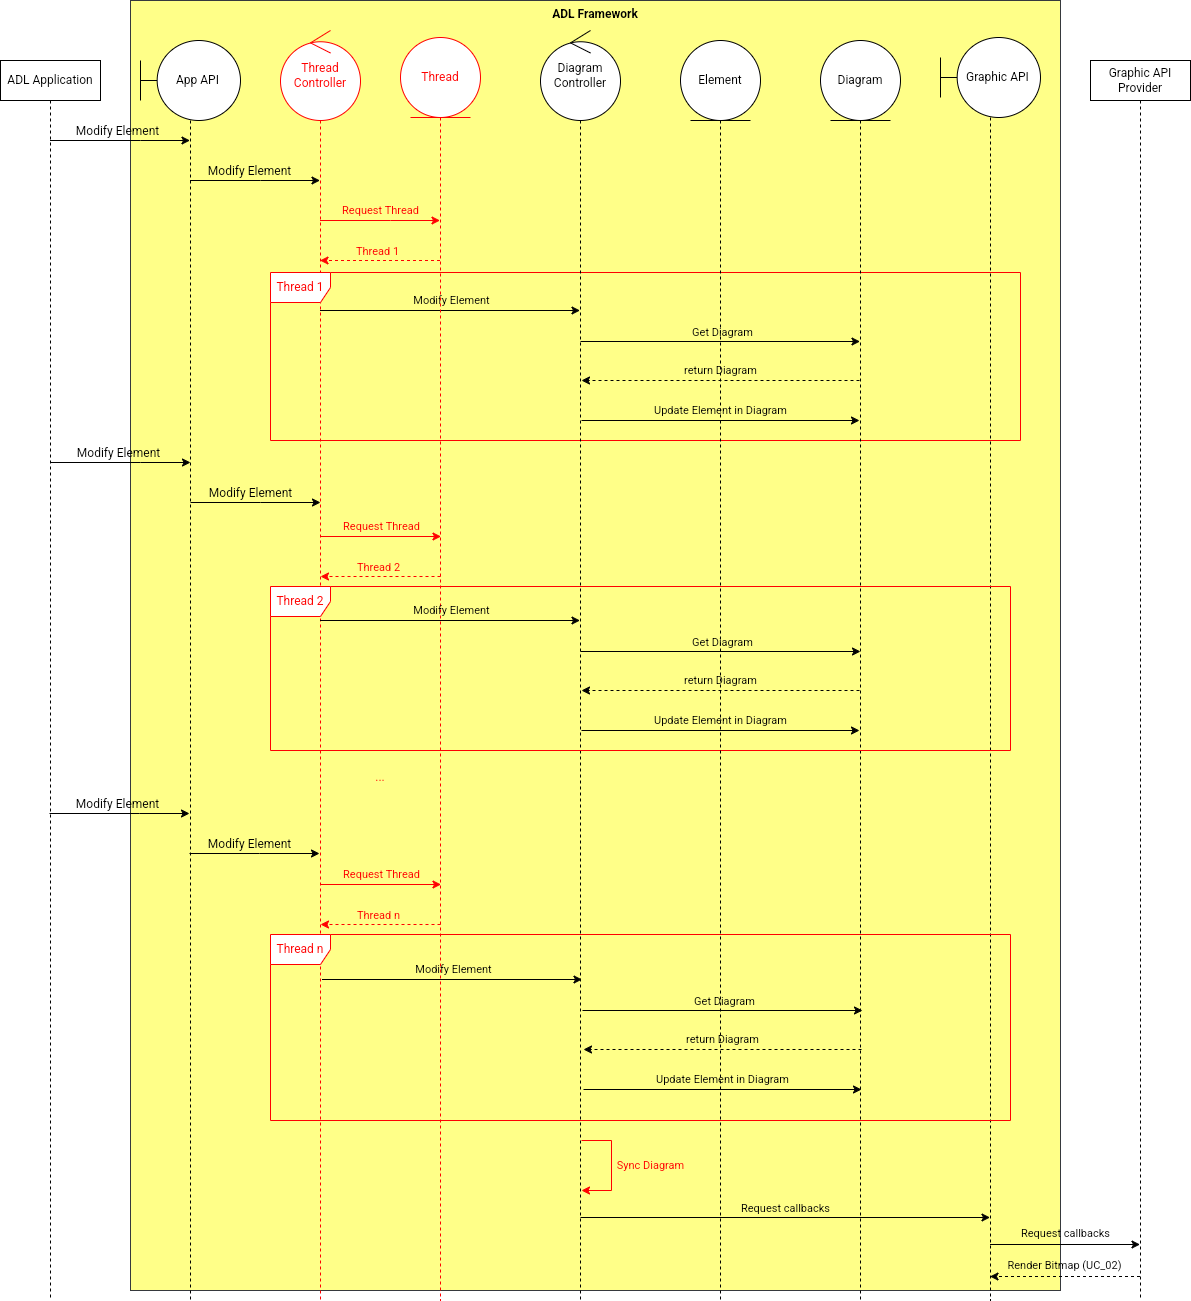 ADL Framework
ADL Application
App API
Thread
Controller
Thread
Diagram
Controller
Element
Diagram
Graphic API
Graphic API
Provider
Modify Element
Modify Element
Request Thread
Thread 1
Thread 1
Modify Element
Get Diagram
return Diagram
Update Element in Diagram
Modify Element
Modify Element
Request Thread
Thread 2
Thread 2
Modify Element
Get Diagram
return Diagram
Update Element in Diagram
...
Modify Element
Modify Element
Request Thread
Thread n
Thread n
Modify Element
Get Diagram
return Diagram
Update Element in Diagram
Sync Diagram
Request callbacks
Request callbacks
Render Bitmap (UC_02)